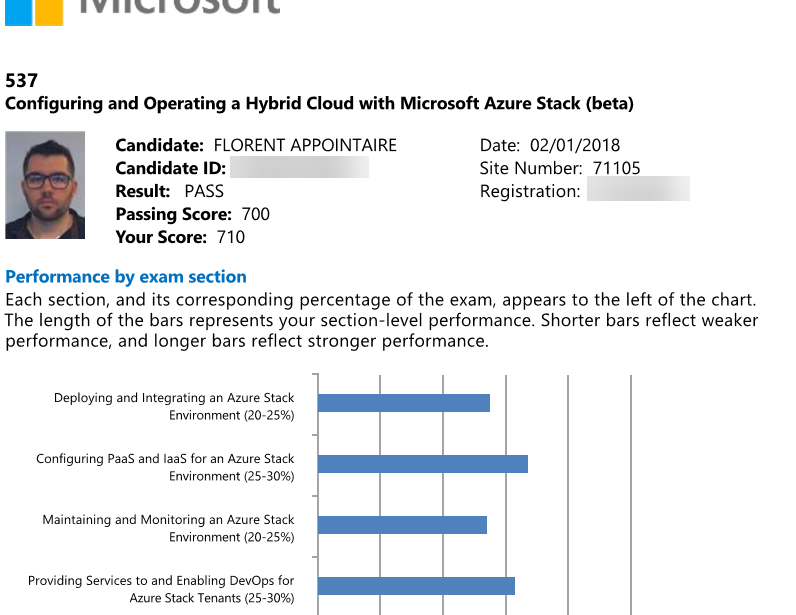 Microsoft
537
Configuring and Operating a Hybrid Cloud with Microsoft Azure Stack (beta)
Candidate: FLORENT APPOINTAIRE
Candidate ID:
Result: PASS
Passing Score: 700
Your Score: 710
Date: 02/01/2018
Site Number: 71105
Registration:
Performance by exam section
Each section, and its corresponding percentage of the exam, appears to the left of the chart.
The length of the bars represents your section-level performance. Shorter bars reflect weaker
performance, and longer bars reflect stronger performance.
Deploying and Integrating an Azure Stack
Environment (20-25%)
Configuring PaaS and IaaS for an Azure Stack
Environment (25-30%)
Maintaining and Monitoring an Azure Stack
Environment (20-25%)
Providing Services to and Enabling DevOps for
Azure Stack Tenants (25-30%)